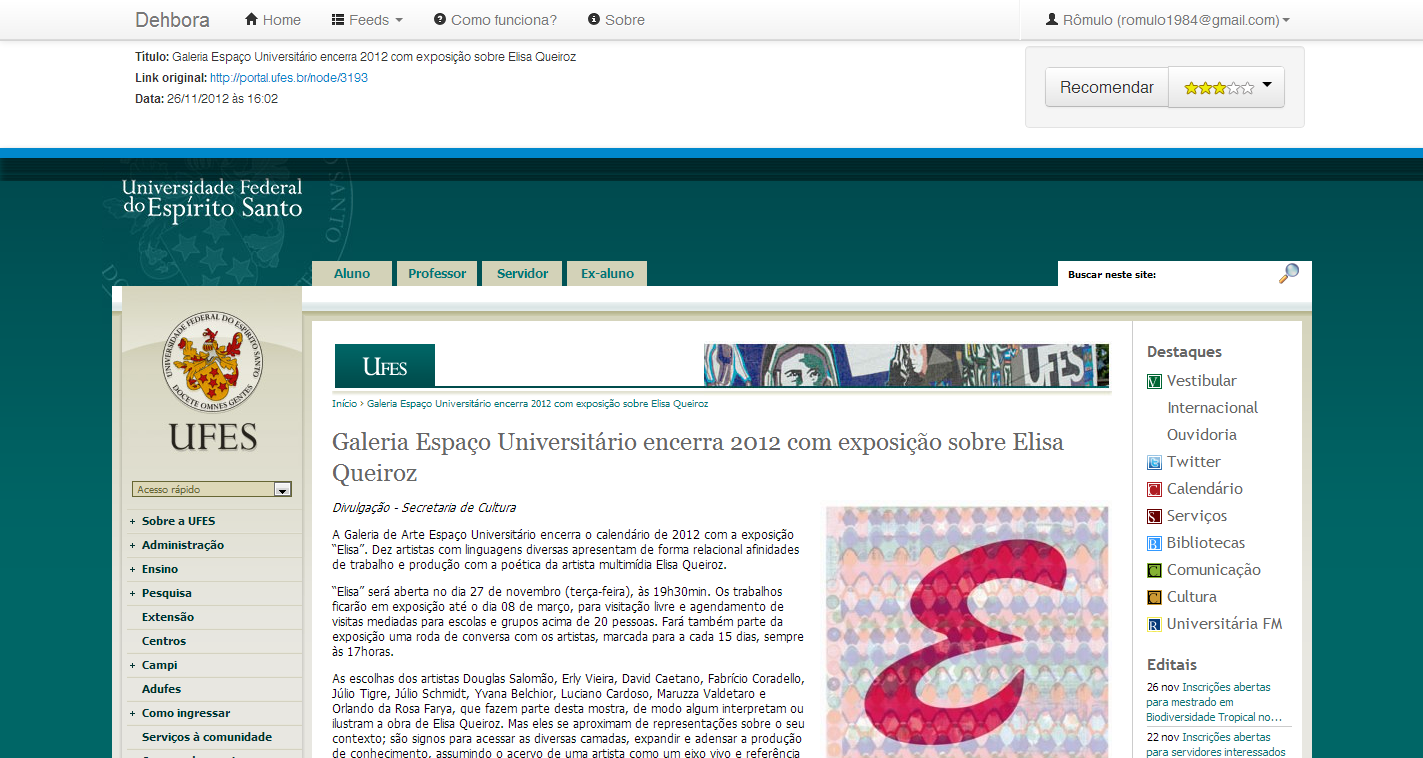 Dehbora
Home
Feeds
Como funciona?
Sobre
Rômulo (romulo1984@gmail.com)
Título: Galeria Espaço Universitário encerra 2012 com exposição sobre Elisa Queiroz
Link original: http://portal.ufes.br/node/3193
Data: 26/11/2012 às 16:02
Recomendar
Universidade Federal
do Espírito Santo
Aluno
Professor
Servidor
Ex-aluno
Buscar neste site:
UNIVERSIDADE FEDERAL DO ESPIRITO SANTO
DOCETE OMNES GENTES
UFES
Acesso rápido
+ Sobre a UFES
+ Administração
+ Ensino
+ Pesquisa
Extensão
Centros
+ Campi
Adufes
+ Como ingressar
Serviços à comunidade
UFES
UFES
Início › Galeria Espaço Universitário encerra 2012 com exposição sobre Elisa Queiroz
Galeria Espaço Universitário encerra 2012 com exposição sobre Elisa
Queiroz
Divulgação - Secretaria de Cultura
A Galeria de Arte Espaço Universitário encerra o calendário de 2012 com a exposição
“Elisa”. Dez artistas com linguagens diversas apresentam de forma relacional afinidades
de trabalho e produção com a poética da artista multimídia Elisa Queiroz.
“Elisa” será aberta no dia 27 de novembro (terça-feira), às 19h30min. Os trabalhos
ficarão em exposição até o dia 08 de março, para visitação livre e agendamento de
visitas mediadas para escolas e grupos acima de 20 pessoas. Fará também parte da
exposição uma roda de conversa com os artistas, marcada para a cada 15 dias, sempre
às 17horas.
As escolhas dos artistas Douglas Salomão, Erly Vieira, David Caetano, Fabrício Coradello,
Júlio Tigre, Júlio Schmidt, Yvana Belchior, Luciano Cardoso, Maruzza Valdetaro e
Orlando da Rosa Farya, que fazem parte desta mostra, de modo algum interpretam ou
ilustram a obra de Elisa Queiroz. Mas eles se aproximam de representações sobre o seu
contexto; são signos para acessar as diversas camadas, expandir e adensar a produção
de conhecimento, assumindo o acervo de uma artista como um eixo vivo e referência
Destaques
Vestibular
Internacional
Ouvidoria
Twitter
Calendário
Serviços
Bibliotecas
Comunicação
Cultura
Universitária FM
Editais
26 nov Inscrições abertas
para mestrado em
Biodiversidade Tropical no...
22 nov Inscrições abertas
para servidores interessados